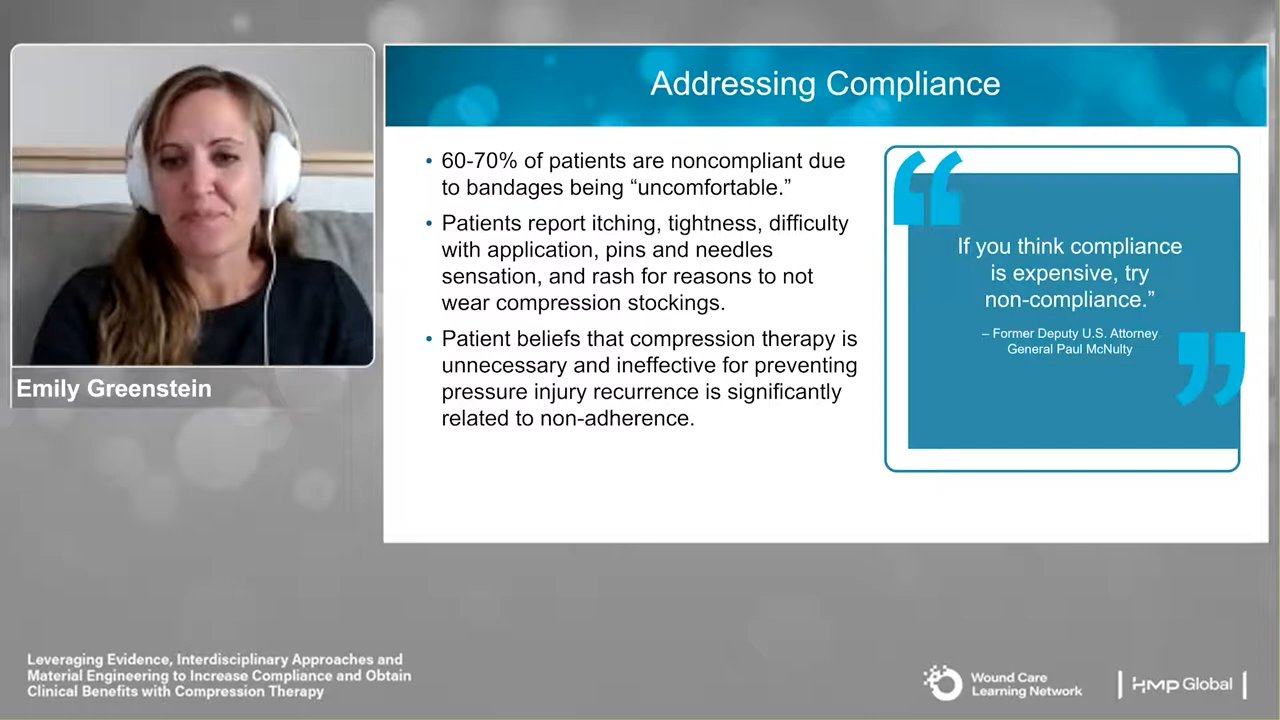 Addressing Compliance
• 60-70% of patients are noncompliant due
to bandages being “uncomfortable.”
• Patients report itching, tightness, difficulty
with application, pins and needles
sensation, and rash for reasons to not
wear compression stockings.
• Patient beliefs that compression therapy is
unnecessary and ineffective for preventing
pressure injury recurrence is significantly
related to non-adherence.
“
If you think compliance
is expensive, try
non-compliance.”
– Former Deputy U.S. Attorney
General Paul McNulty
”
Emily Greenstein
Leveraging Evidence, Interdisciplinary Approaches and
Material Engineering to Increase Compliance and Obtain
Clinical Benefits with Compression Therapy
Wound Care
Learning Network
HMP Global